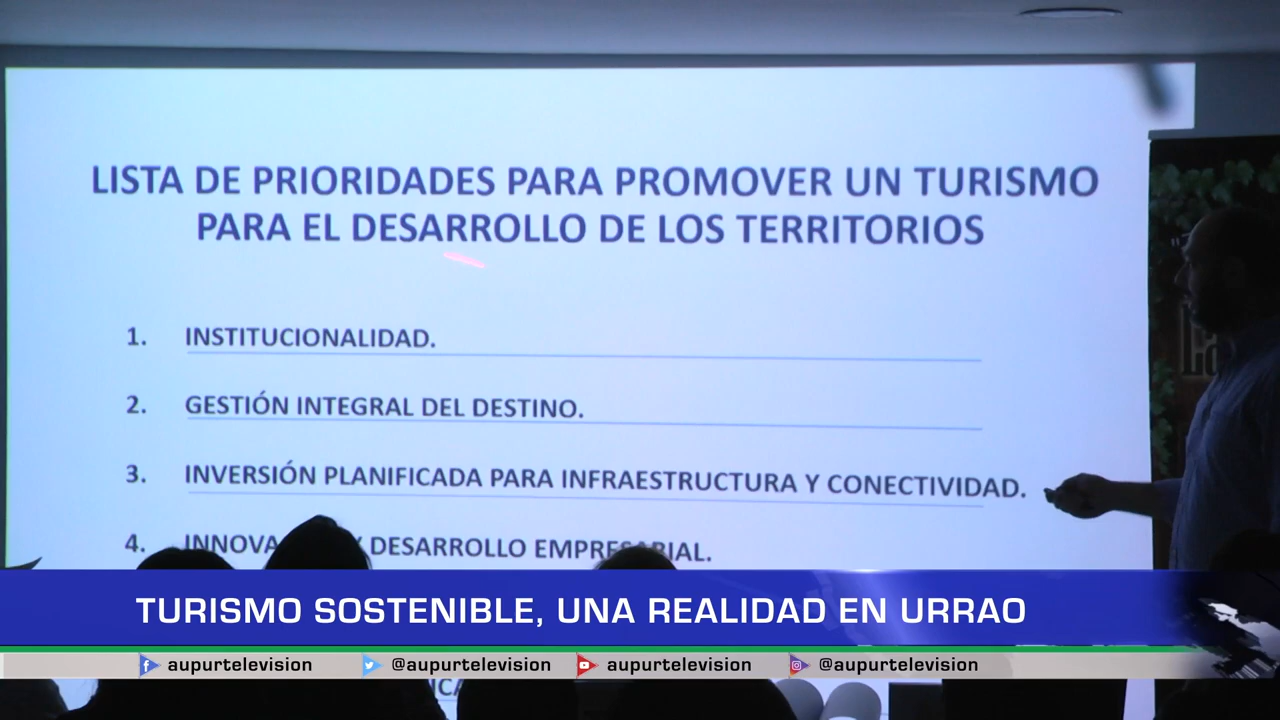 LISTA DE PRIORIDADES PARA PROMOVER UN TURISMO
PARA EL DESARROLLO DE LOS TERRITORIOS
1. INSTITUCIONALIDAD.
2. GESTIÓN INTEGRAL DEL DESTINO.
3. INVERSIÓN PLANIFICADA PARA INFRAESTRUCTURA Y CONECTIVIDAD.
4. Y DESARROLLO EMPRESARIAL.
TURISMO SOSTENIBLE, UNA REALIDAD EN URRAO
aupurtelevision @aupurtelevision aupurtelevision @aupurtelevision